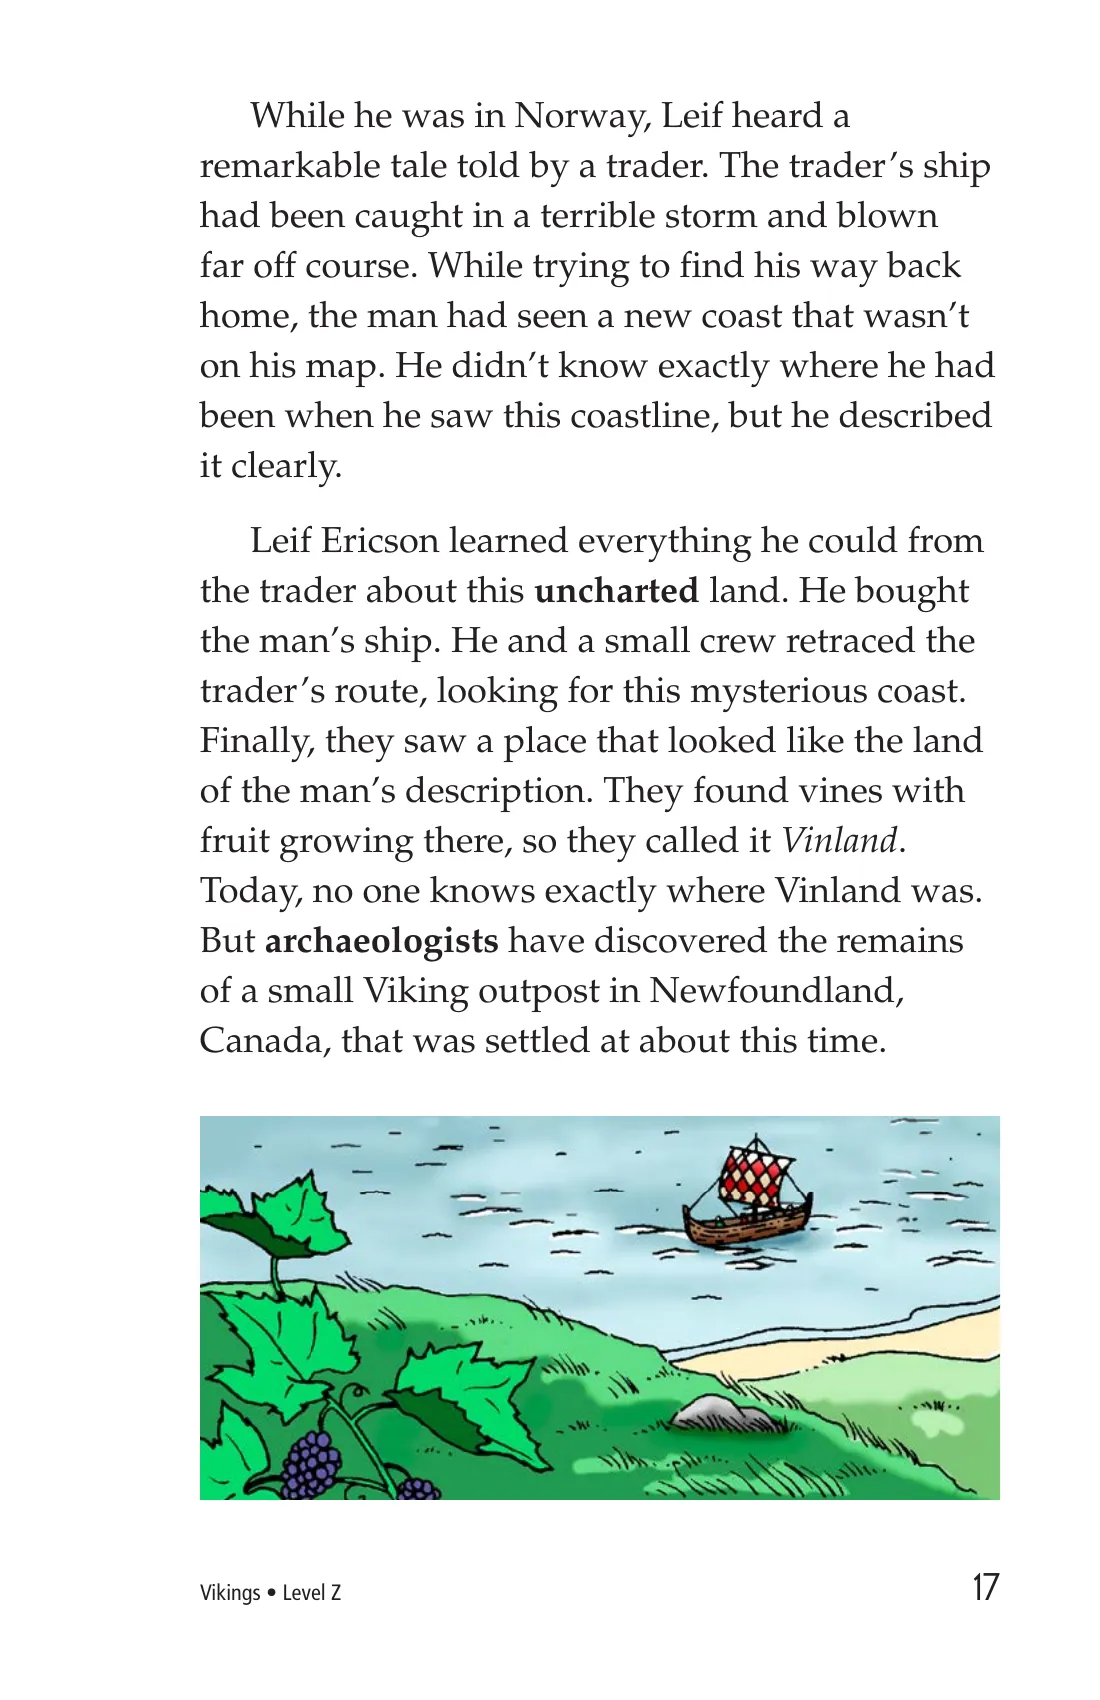 While he was in Norway, Leif heard a
remarkable tale told by a trader. The trader’s ship
had been caught in a terrible storm and blown
far off course. While trying to find his way back
home, the man had seen a new coast that wasn’t
on his map. He didn’t know exactly where he had
been when he saw this coastline, but he described
it clearly.
Leif Ericson learned everything he could from
the trader about this uncharted land. He bought
the man’s ship. He and a small crew retraced the
trader’s route, looking for this mysterious coast.
Finally, they saw a place that looked like the land
of the man’s description. They found vines with
fruit growing there, so they called it Vinland.
Today, no one knows exactly where Vinland was.
But archaeologists have discovered the remains
of a small Viking outpost in Newfoundland,
Canada, that was settled at about this time.
Vikings • Level Z
17